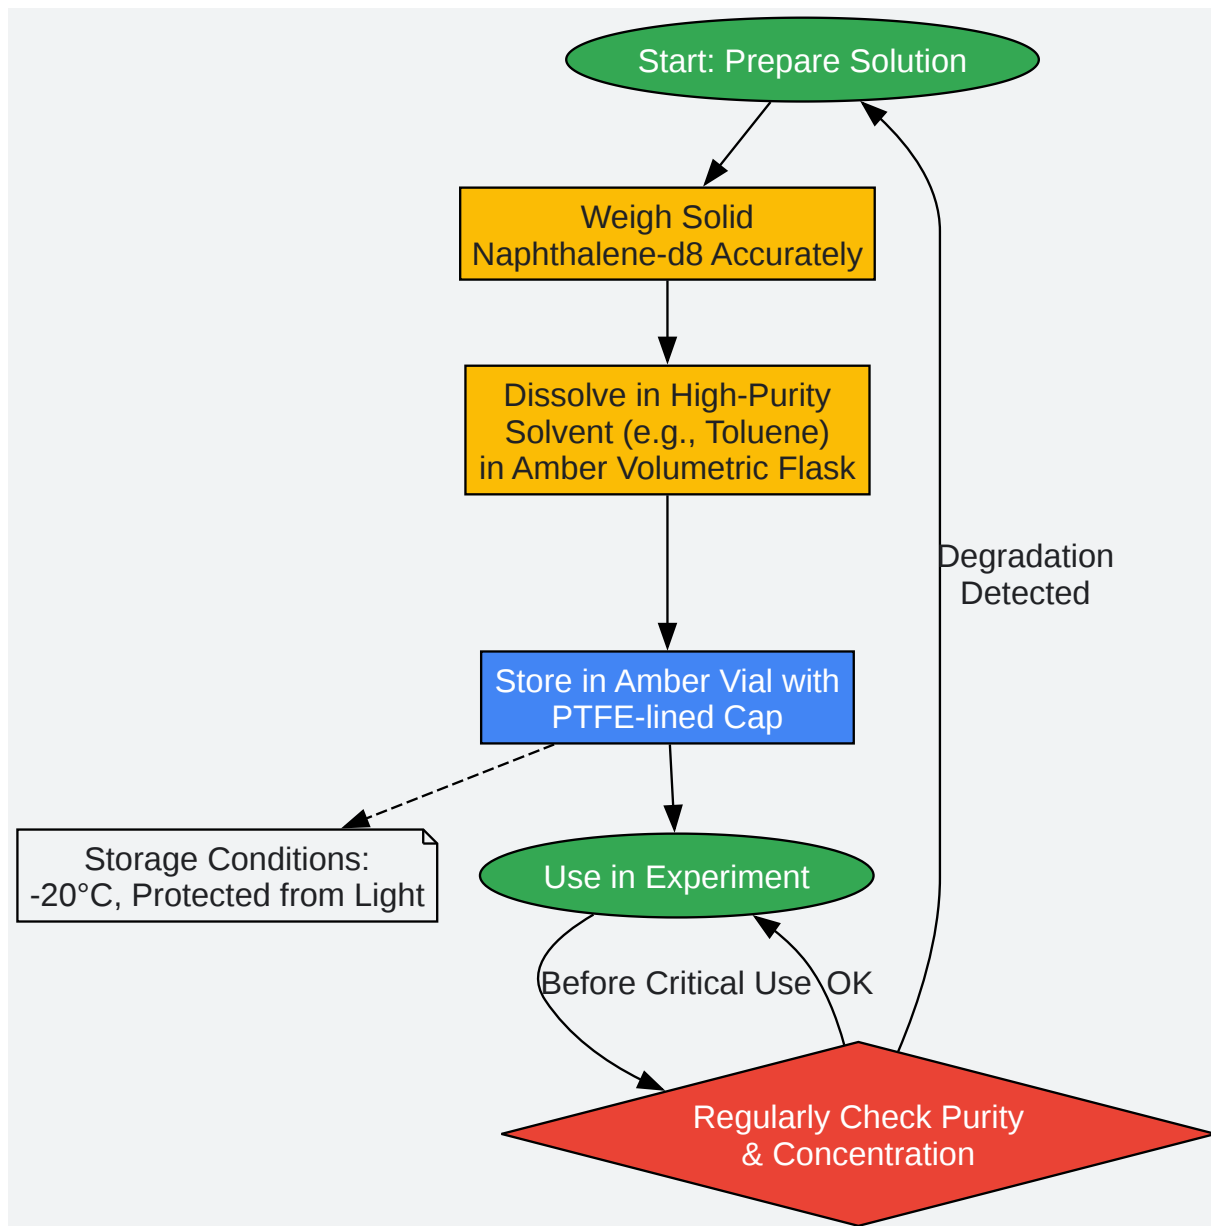 Start: Prepare Solution
Weigh Solid
Naphthalene-d8 Accurately
Dissolve in High-Purity
Solvent (e.g., Toluene)
in Amber Volumetric Flask
Degradation
Detected
Store in Amber Vial with
PTFE-lined Cap
Storage Conditions:
-20°C, Protected from Light
Use in Experiment
Before Critical Use
OK
Regularly Check Purity
& Concentration